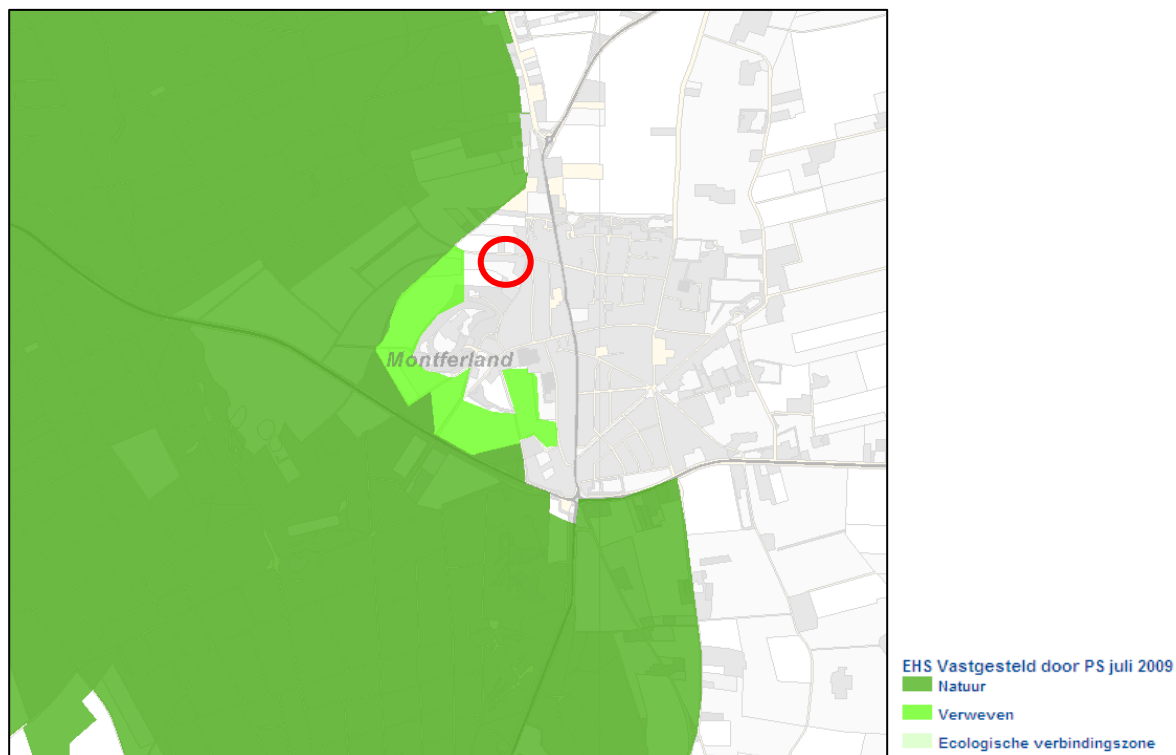 Montferland
EHS Vastgesteld door PS juli 2009
Natuur
Verweven
Ecologische verbindingszone